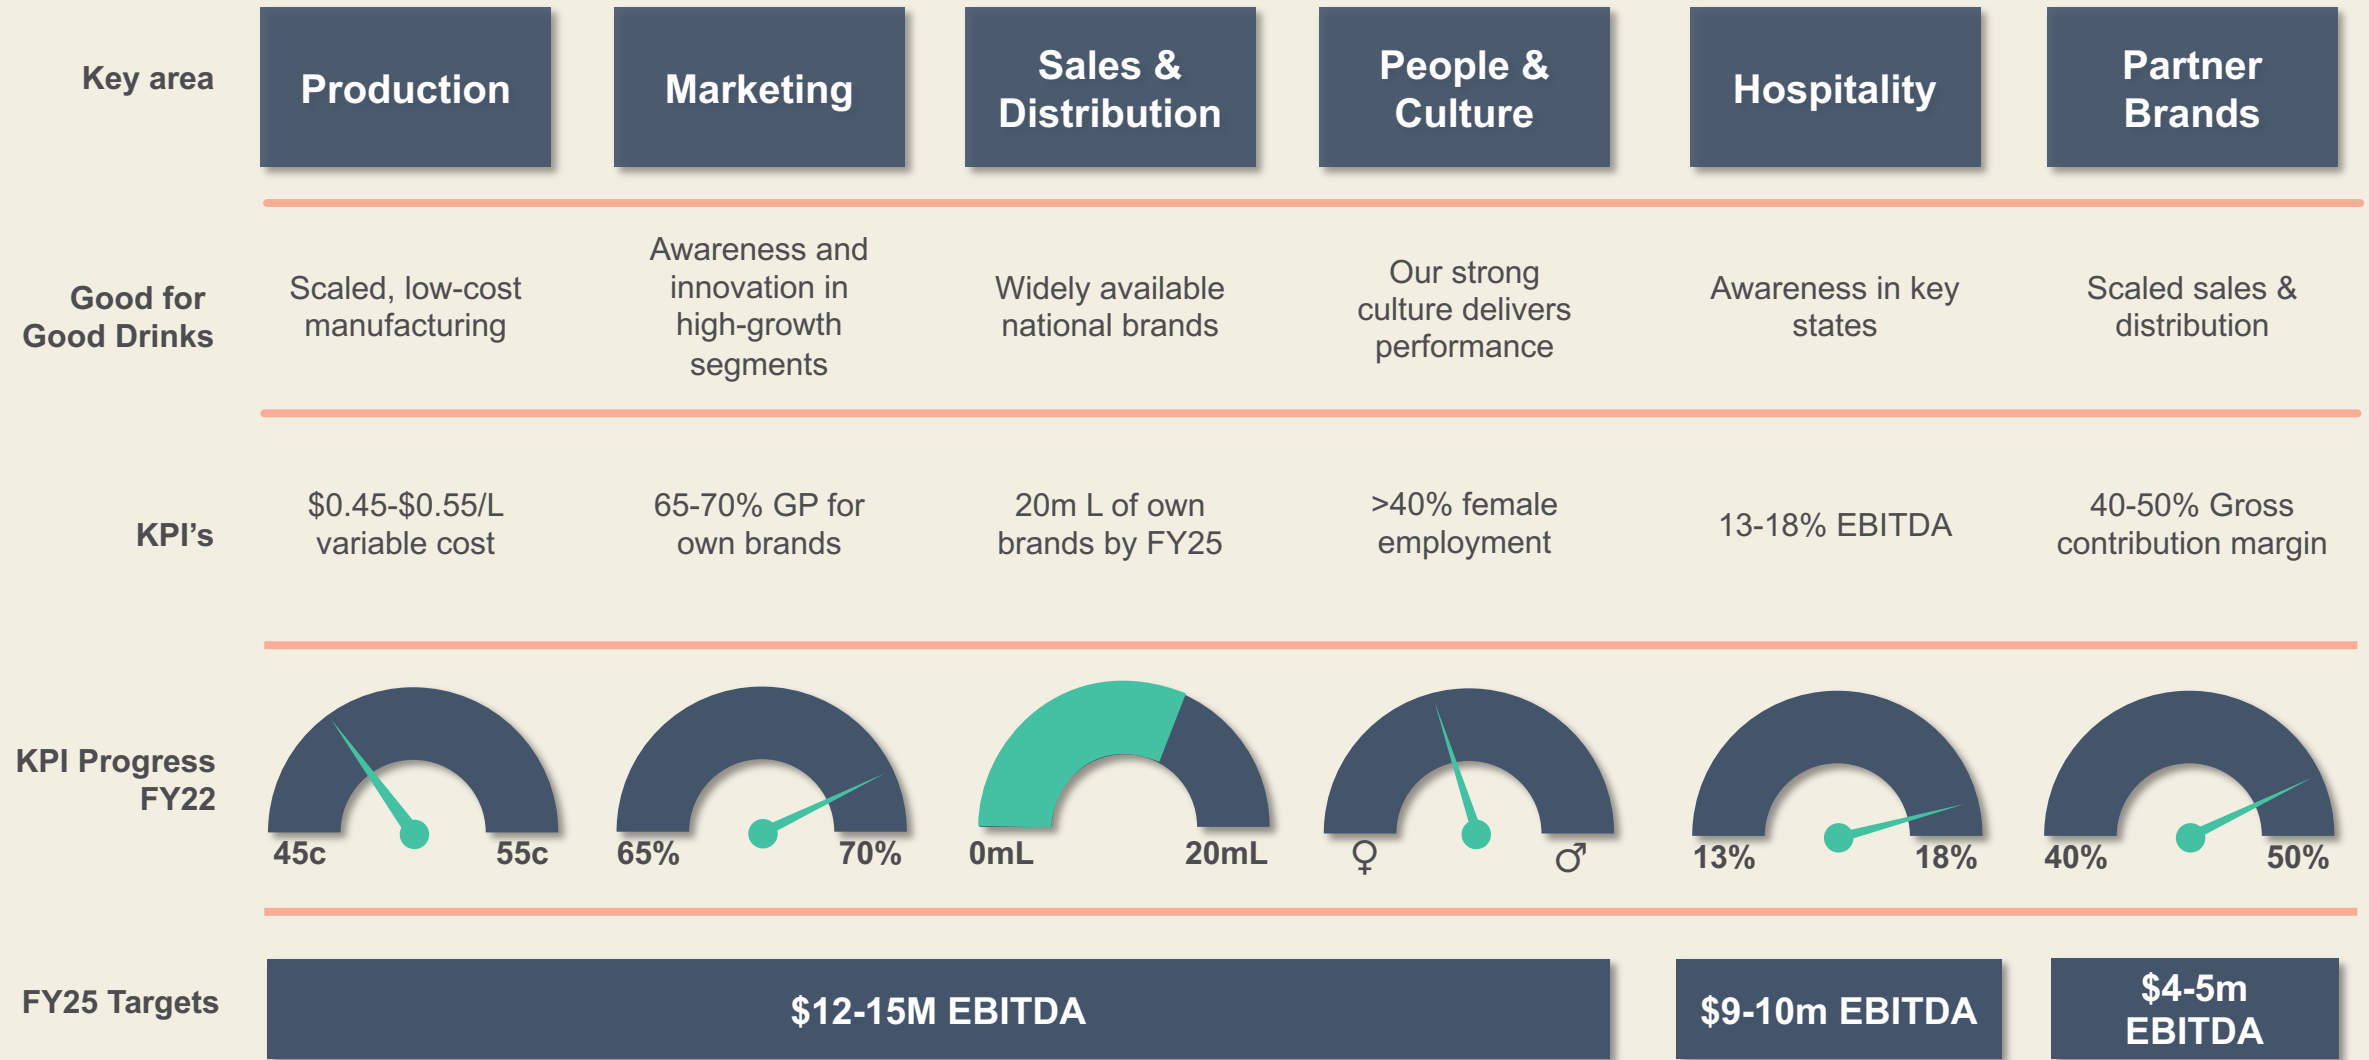 Key area
Production
Marketing
Sales &
Distribution
People &
Culture
Hospitality
Partner
Brands
Good for
Good Drinks
Scaled, low-cost
manufacturing
Awareness and
innovation in
high-growth
segments
Widely available
national brands
Our strong
culture delivers
performance
Awareness in key
states
Scaled sales &
distribution
KPI’s
$0.45-$0.55/L
variable cost
65-70% GP for
own brands
20m L of own
brands by FY25
>40% female
employment
13-18% EBITDA
40-50% Gross
contribution margin
KPI Progress
FY22
45c
55c
65%
70%
0mL
20mL
♀
♂
13%
18%
40%
50%
FY25 Targets
$12-15M EBITDA
$9-10m EBITDA
$4-5m
EBITDA